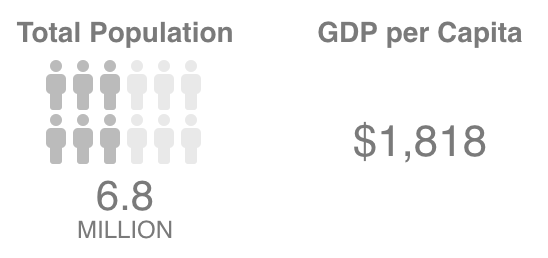 Total Population
6.8
MILLION
GDP per Capita
$1,818